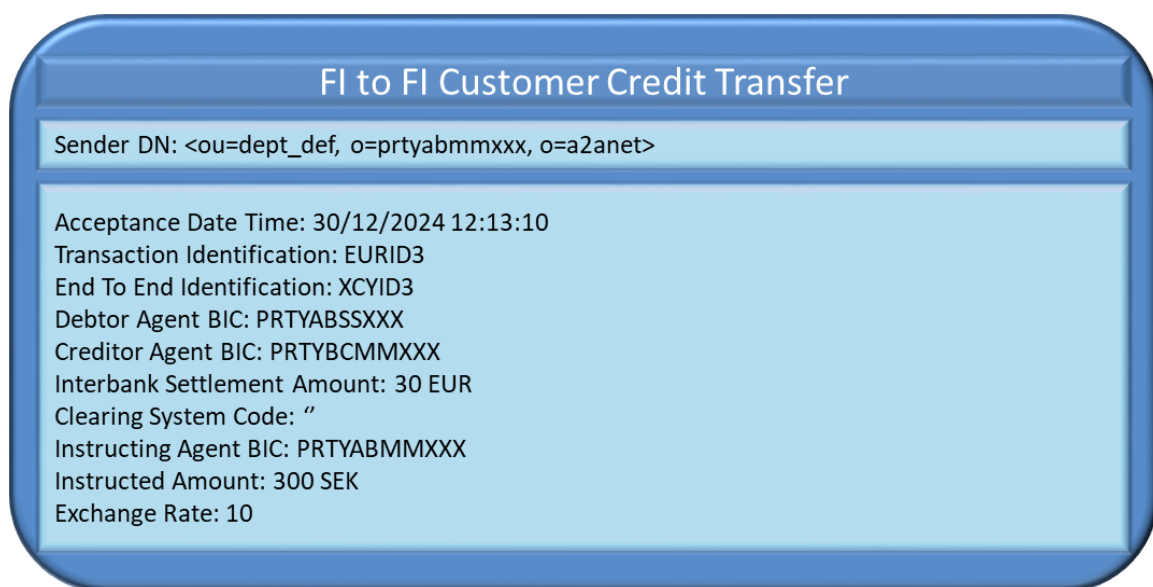 FI to FI Customer Credit Transfer
Sender DN: <ou=dept_def, o=prtyabmmxxx, o=a2anet>
Acceptance Date Time: 30/12/2024 12:13:10
Transaction Identification: EURID3
End To End Identification: XCYID3
Debtor Agent BIC: PRTYABSSXXX
Creditor Agent BIC: PRTYBCMMXXX
Interbank Settlement Amount: 30 EUR
Clearing System Code: ‘’
Instructing Agent BIC: PRTYABMMXXX
Instructed Amount: 300 SEK
Exchange Rate: 10